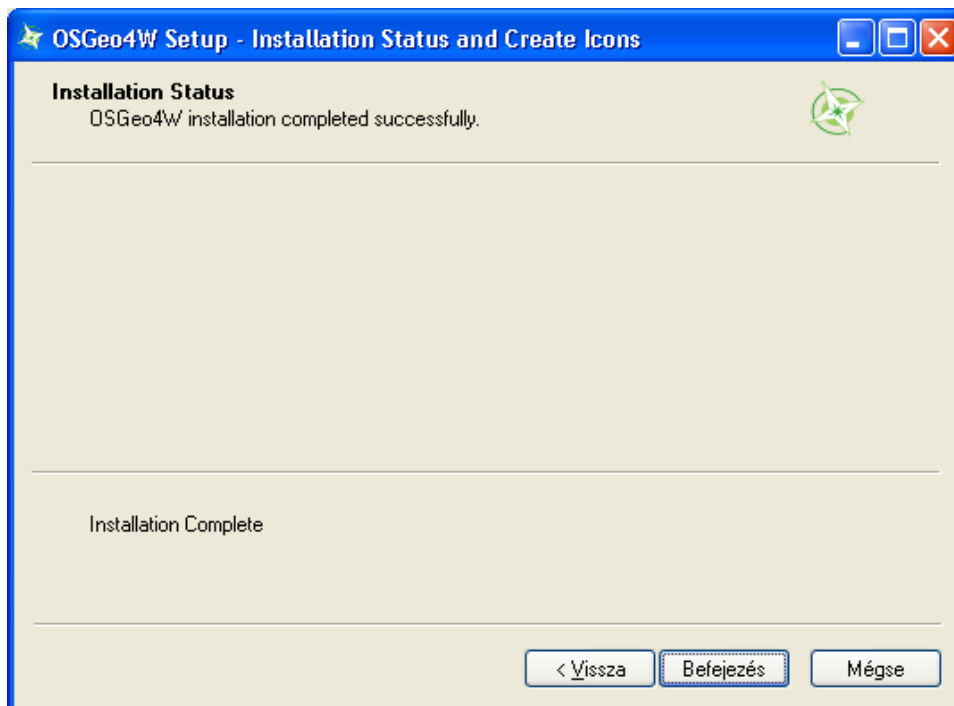 OSGeo4W Setup - Installation Status and Create Icons
Installation Status
OSGeo4W installation completed successfully.
Installation Complete
< Vissza Befejezés Mégse